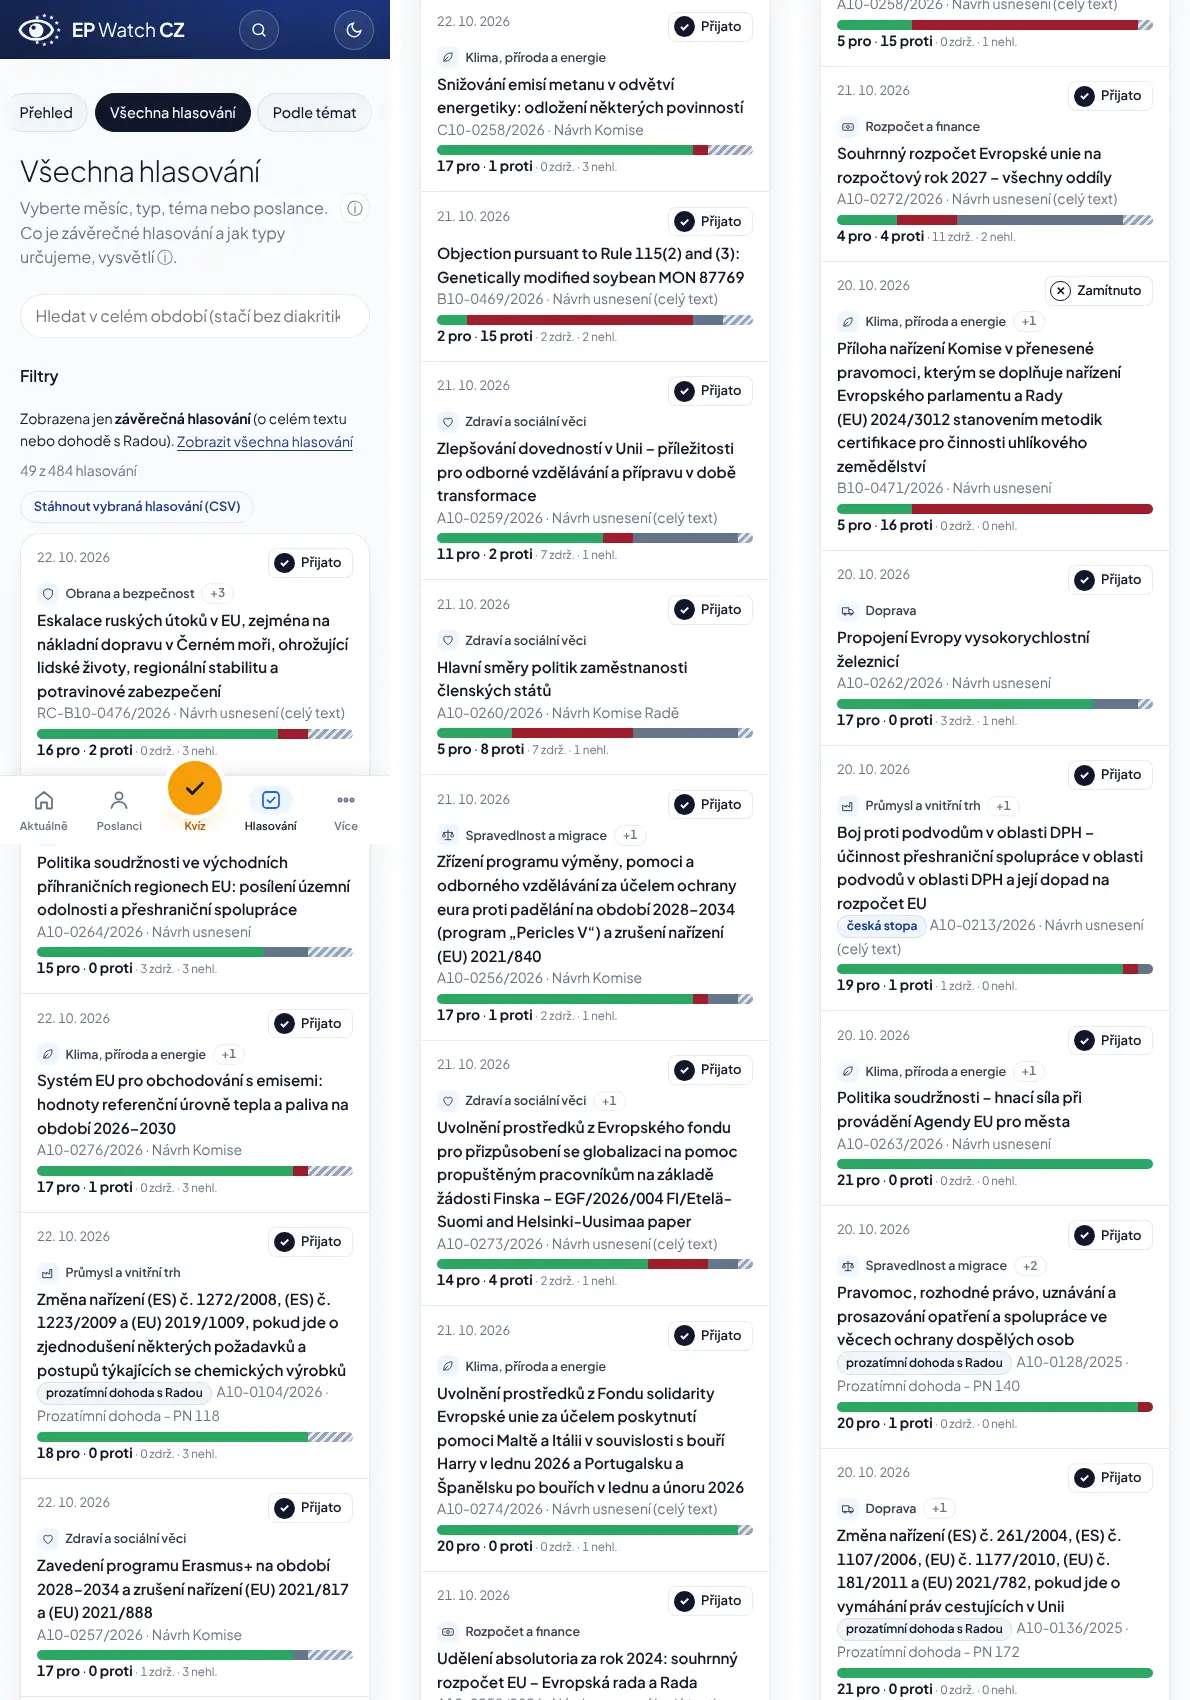 EP Watch CZ
Přehled
Všechna hlasování
Podle témat
Všechna hlasování
Vyberte měsíc, typ, téma nebo poslance.
Co je závěrečné hlasování a jak typy
určujeme, vysvětlí ⓘ.
Hledat v celém období (stačí bez diakritik
Filtry
Zobrazena jen závěrečná hlasování (o celém textu
nebo dohodě s Radou). Zobrazit všechna hlasování
49 z 484 hlasování
Stáhnout vybraná hlasování (CSV)
22. 10. 2026
Přijato
Obrana a bezpečnost +3
Eskalace ruských útoků v EU, zejména na
nákladní dopravu v Černém moři, ohrožující
lidské životy, regionální stabilitu a
potravinové zabezpečení
RC-B10-0476/2026 · Návrh usnesení (celý text)
16 pro · 2 proti · 0 zdrž. · 3 nehl.
Aktuálně
Poslanci
Kvíz
Hlasování
Více
Politika soudržnosti ve východních
příhraničních regionech EU: posílení územní
odolnosti a přeshraniční spolupráce
A10-0264/2026 · Návrh usnesení
15 pro · 0 proti · 3 zdrž. · 3 nehl.
22. 10. 2026
Přijato
Klima, příroda a energie +1
Systém EU pro obchodování s emisemi:
hodnoty referenční úrovně tepla a paliva na
období 2026–2030
A10-0276/2026 · Návrh Komise
17 pro · 1 proti · 0 zdrž. · 3 nehl.
22. 10. 2026
Přijato
Průmysl a vnitřní trh
Změna nařízení (ES) č. 1272/2008, (ES) č.
1223/2009 a (EU) 2019/1009, pokud jde o
zjednodušení některých požadavků a
postupů týkajících se chemických výrobků
prozatímní dohoda s Radou A10-0104/2026 ·
Prozatímní dohoda - PN 118
18 pro · 0 proti · 0 zdrž. · 3 nehl.
22. 10. 2026
Přijato
Zdraví a sociální věci
Zavedení programu Erasmus+ na období
2028–2034 a zrušení nařízení (EU) 2021/817
a (EU) 2021/888
A10-0257/2026 · Návrh Komise
17 pro · 0 proti · 1 zdrž. · 3 nehl.
22. 10. 2026
Přijato
Klima, příroda a energie
Snižování emisí metanu v odvětví
energetiky: odložení některých povinností
C10-0258/2026 · Návrh Komise
17 pro · 1 proti · 0 zdrž. · 3 nehl.
21. 10. 2026
Přijato
Objection pursuant to Rule 115(2) and (3):
Genetically modified soybean MON 87769
B10-0469/2026 · Návrh usnesení (celý text)
2 pro · 15 proti · 2 zdrž. · 2 nehl.
21. 10. 2026
Přijato
Zdraví a sociální věci
Zlepšování dovedností v Unii – příležitosti
pro odborné vzdělávání a přípravu v době
transformace
A10-0259/2026 · Návrh usnesení (celý text)
11 pro · 2 proti · 7 zdrž. · 1 nehl.
21. 10. 2026
Přijato
Zdraví a sociální věci
Hlavní směry politik zaměstnanosti
členských států
A10-0260/2026 · Návrh Komise Radě
5 pro · 8 proti · 7 zdrž. · 1 nehl.
21. 10. 2026
Přijato
Spravedlnost a migrace +1
Zřízení programu výměny, pomoci a
odborného vzdělávání za účelem ochrany
eura proti padělání na období 2028–2034
(program „Pericles V“) a zrušení nařízení
(EU) 2021/840
A10-0256/2026 · Návrh Komise
17 pro · 1 proti · 2 zdrž. · 1 nehl.
21. 10. 2026
Přijato
Zdraví a sociální věci +1
Uvolnění prostředků z Evropského fondu
pro přizpůsobení se globalizaci na pomoc
propuštěným pracovníkům na základě
žádosti Finska – EGF/2026/004 FI/Etelä-
Suomi and Helsinki-Uusimaa paper
A10-0273/2026 · Návrh usnesení (celý text)
14 pro · 4 proti · 2 zdrž. · 1 nehl.
21. 10. 2026
Přijato
Klima, příroda a energie
Uvolnění prostředků z Fondu solidarity
Evropské unie za účelem poskytnutí
pomoci Maltě a Itálii v souvislosti s bouří
Harry v lednu 2026 a Portugalsku a
Španělsku po bouřích v lednu a únoru 2026
A10-0274/2026 · Návrh usnesení (celý text)
20 pro · 0 proti · 0 zdrž. · 1 nehl.
21. 10. 2026
Přijato
Rozpočet a finance
Udělení absolutoria za rok 2024: souhrnný
rozpočet EU – Evropská rada a Rada
A10-0258/2026 · Návrh usnesení (celý text)
5 pro · 15 proti · 0 zdrž. · 1 nehl.
21. 10. 2026
Přijato
Rozpočet a finance
Souhrnný rozpočet Evropské unie na
rozpočtový rok 2027 – všechny oddíly
A10-0272/2026 · Návrh usnesení (celý text)
4 pro · 4 proti · 11 zdrž. · 2 nehl.
20. 10. 2026
Zamítnuto
Klima, příroda a energie +1
Příloha nařízení Komise v přenesené
pravomoci, kterým se doplňuje nařízení
Evropského parlamentu a Rady
(EU) 2024/3012 stanovením metodik
certifikace pro činnosti uhlíkového
zemědělství
B10-0471/2026 · Návrh usnesení
5 pro · 16 proti · 0 zdrž. · 0 nehl.
20. 10. 2026
Přijato
Doprava
Propojení Evropy vysokorychlostní
železnicí
A10-0262/2026 · Návrh usnesení
17 pro · 0 proti · 3 zdrž. · 1 nehl.
20. 10. 2026
Přijato
Průmysl a vnitřní trh +1
Boj proti podvodům v oblasti DPH –
účinnost přeshraniční spolupráce v oblasti
podvodů v oblasti DPH a její dopad na
rozpočet EU
česká stopa A10-0213/2026 · Návrh usnesení
(celý text)
19 pro · 1 proti · 1 zdrž. · 0 nehl.
20. 10. 2026
Přijato
Klima, příroda a energie +1
Politika soudržnosti – hnací síla při
provádění Agendy EU pro města
A10-0263/2026 · Návrh usnesení
21 pro · 0 proti · 0 zdrž. · 0 nehl.
20. 10. 2026
Přijato
Spravedlnost a migrace +2
Pravomoc, rozhodné právo, uznávání a
prosazování opatření a spolupráce ve
věcech ochrany dospělých osob
prozatímní dohoda s Radou A10-0128/2025 ·
Prozatímní dohoda - PN 140
20 pro · 1 proti · 0 zdrž. · 0 nehl.
20. 10. 2026
Přijato
Doprava +1
Změna nařízení (ES) č. 261/2004, (ES) č.
1107/2006, (EU) č. 1177/2010, (EU) č.
181/2011 a (EU) 2021/782, pokud jde o
vymáhání práv cestujících v Unii
prozatímní dohoda s Radou A10-0136/2025 ·
Prozatímní dohoda - PN 172
21 pro · 0 proti · 0 zdrž. · 0 nehl.